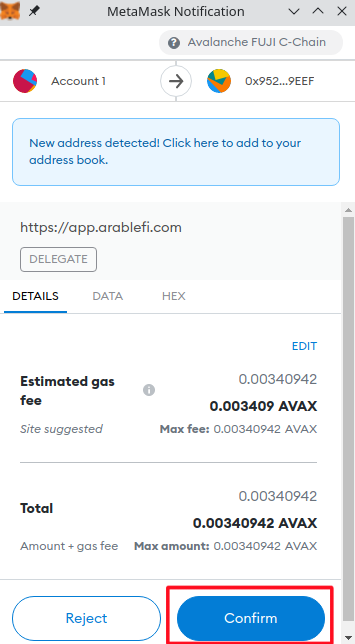 MetaMask Notification
Avalanche FUJI C-Chain
Account 1
0x952...9EEF
New address detected! Click here to add to your
address book.
https://app.arablefi.com
DELEGATE
DETAILS DATA HEX
EDIT
Estimated gas fee
0.00340942
0.003409 AVAX
Site suggested
Max fee: 0.00340942 AVAX
Total
0.00340942
0.00340942 AVAX
Amount + gas fee
Max amount: 0.00340942 AVAX
Reject
Confirm